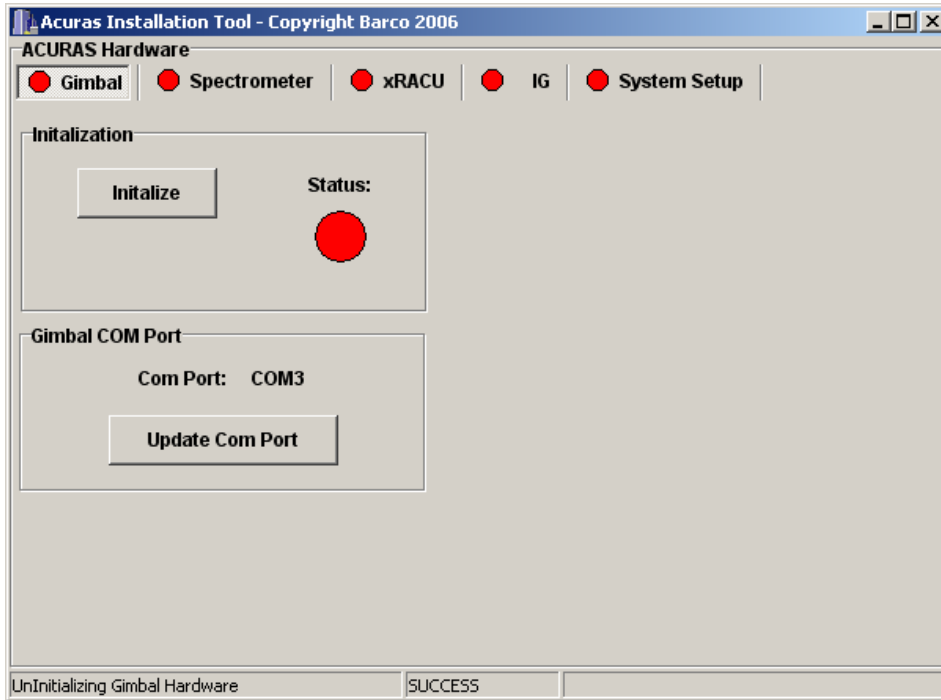 Acuras Installation Tool - Copyright Barco 2006
ACURAS Hardware
Gimbal Spectrometer xRACU IG System Setup
Initalization
Initalize
Status:
Gimbal COM Port
Com Port: COM3
Update Com Port
UnInitializing Gimbal Hardware SUCCESS